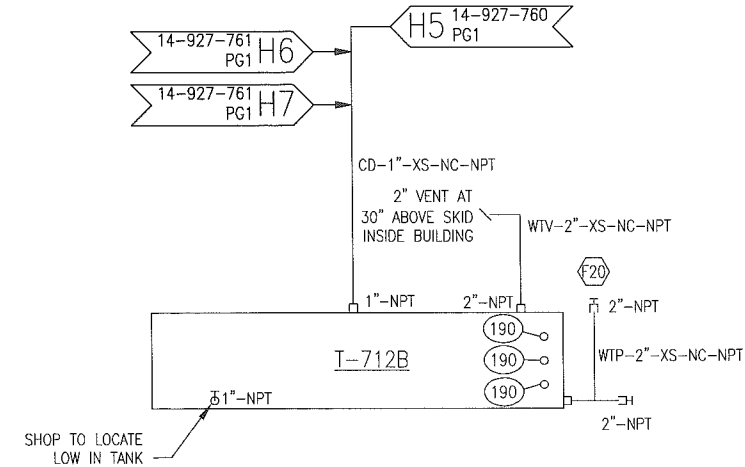 14-927-760
H5
PG1
14-927-761
H6
PG1
14-927-761
H7
PG1
CD-1"-XS-NC-NPT
2" VENT AT
30" ABOVE SKID
INSIDE BUILDING
WTV-2"-XS-NC-NPT
F20
1"-NPT
2"-NPT
2"-NPT
190
190
190
T-712B
WTP-2"-XS-NC-NPT
1"-NPT
2"-NPT
SHOP TO LOCATE
LOW IN TANK